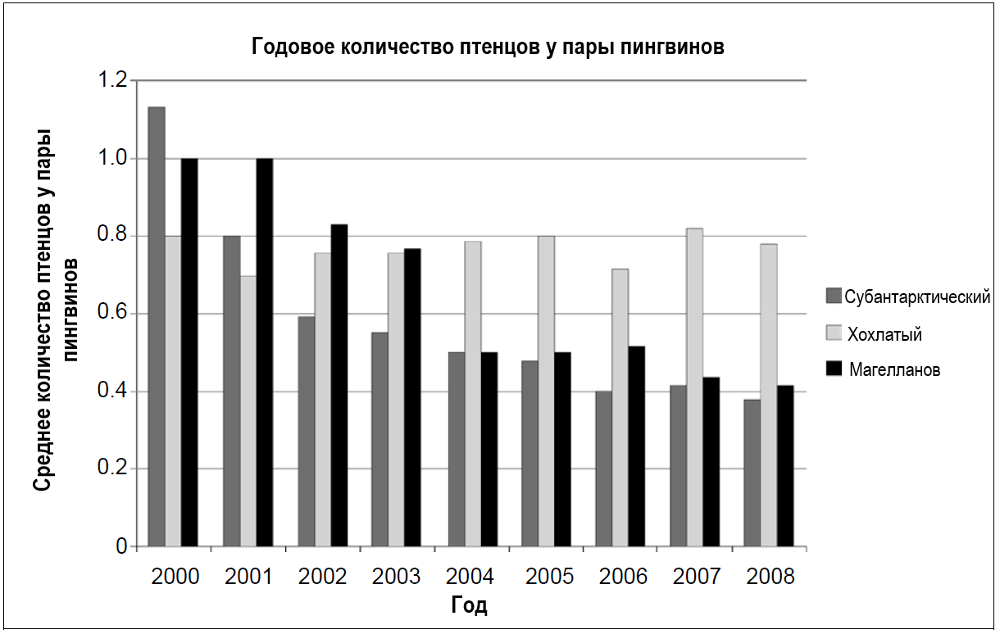 Годовое количество птенцов у пары пингвинов
Среднее количество птенцов у пары
пингвинов
1.2
1.0
0.8
0.6
0.4
0.2
0
2000 2001 2002 2003 2004 2005 2006 2007 2008
Год
Субантарктический
Хохлатый
Магелланов